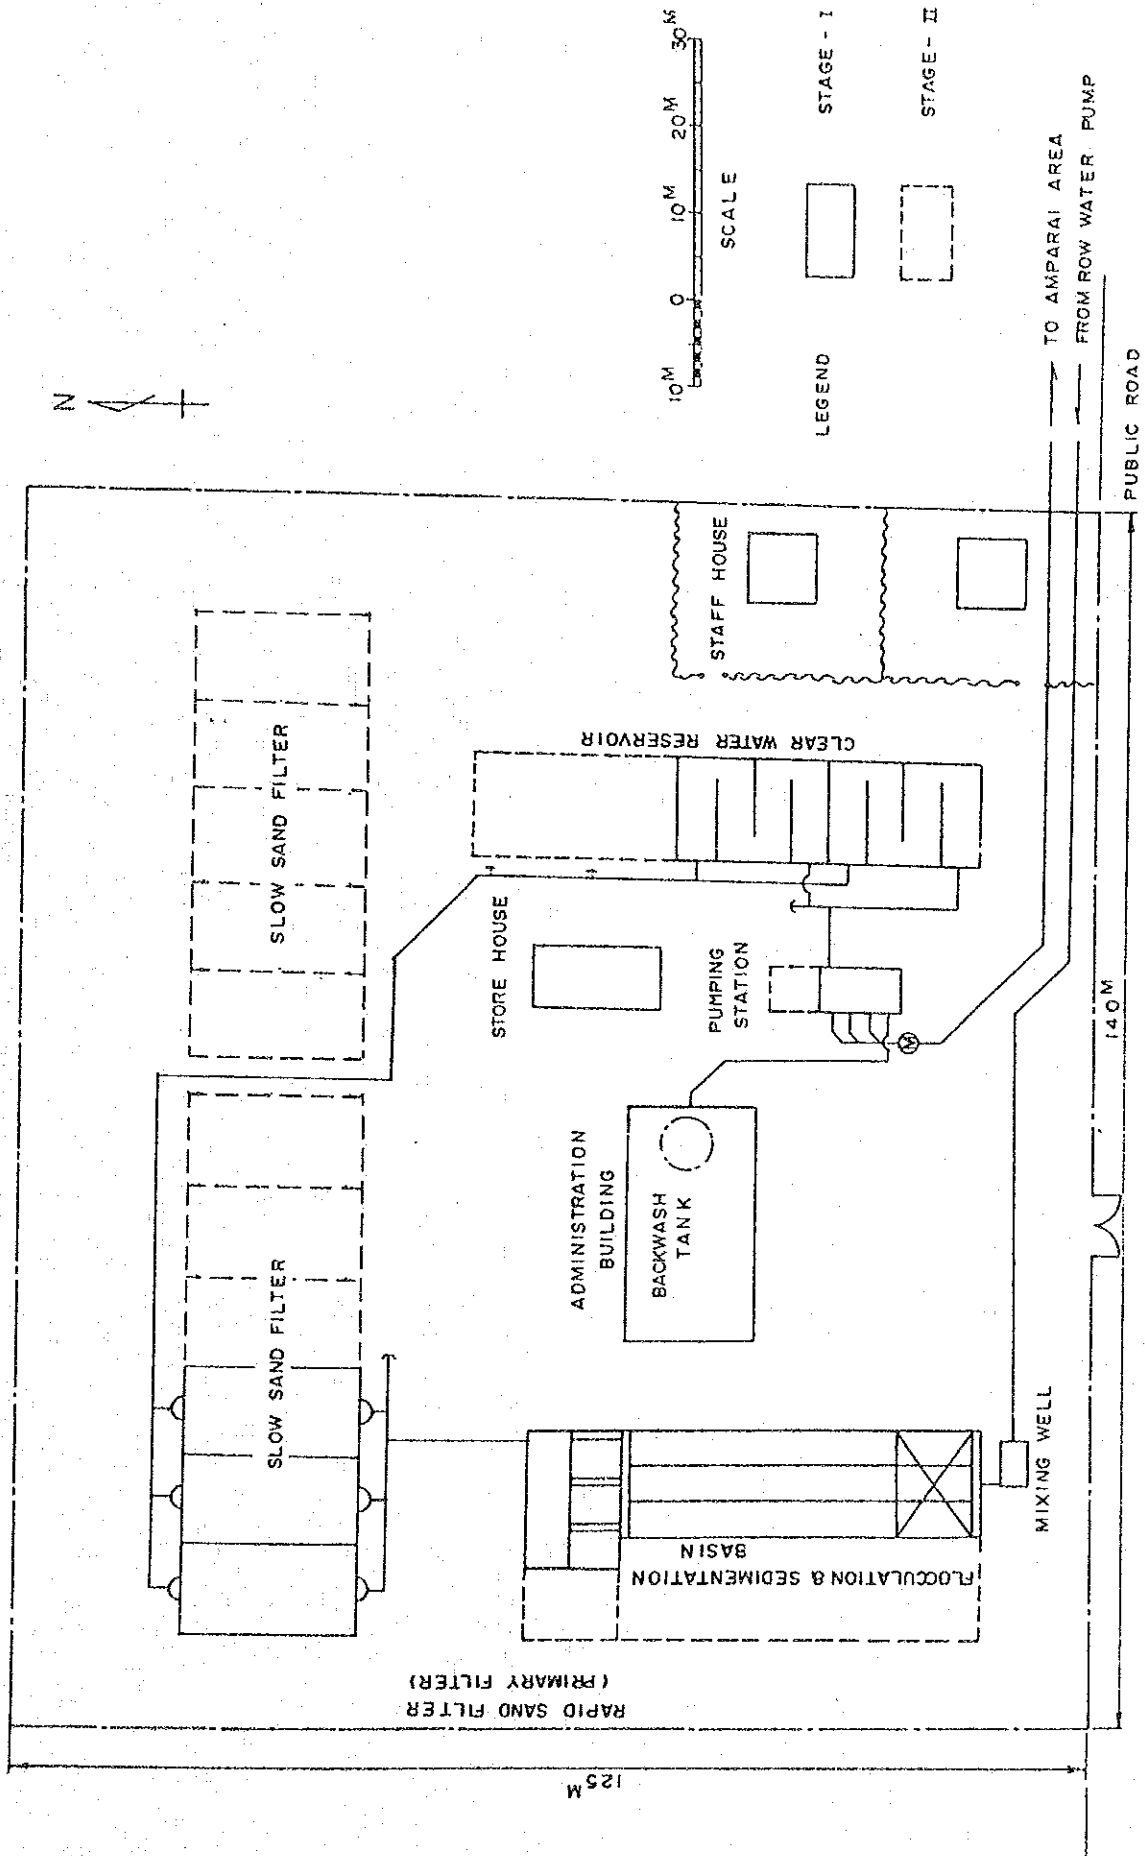 N
SLOW SAND FILTER
SLOW SAND FILTER
RAPID SAND FILTER
(PRIMARY FILTER)
FLOCCULATION & SEDIMENTATION
BASIN
MIXING WELL
ADMINISTRATION
BUILDING
BACKWASH
TANK
STORE HOUSE
PUMPING
STATION
M
CLEAR WATER RESERVOIR
STAFF HOUSE
125M
140M
PUBLIC ROAD
TO AMPARAI AREA
FROM ROW WATER PUMP
10M 0 10M 20M 30M
SCALE
LEGEND
STAGE - I
STAGE - II